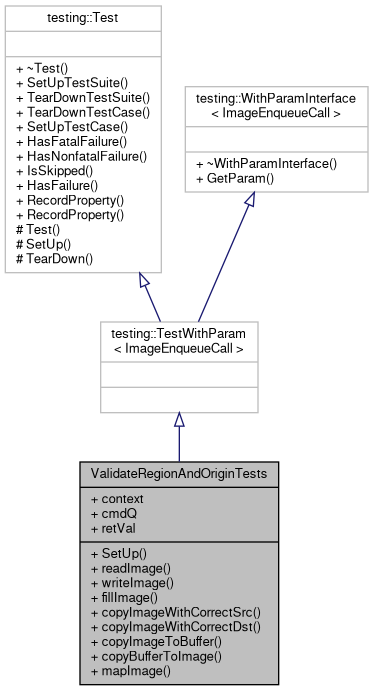 testing::Test
+ ~Test()
+ SetUpTestSuite()
+ TearDownTestSuite()
+ TearDownTestCase()
+ SetUpTestCase()
+ HasFatalFailure()
+ HasNonfatalFailure()
+ IsSkipped()
+ HasFailure()
+ RecordProperty()
+ RecordProperty()
# Test()
# SetUp()
# TearDown()
testing::WithParamInterface
< ImageEnqueueCall >
+ ~WithParamInterface()
+ GetParam()
testing::TestWithParam
< ImageEnqueueCall >
ValidateRegionAndOriginTests
+ context
+ cmdQ
+ retVal
+ SetUp()
+ readImage()
+ writeImage()
+ fillImage()
+ copyImageWithCorrectSrc()
+ copyImageWithCorrectDst()
+ copyImageToBuffer()
+ copyBufferToImage()
+ mapImage()